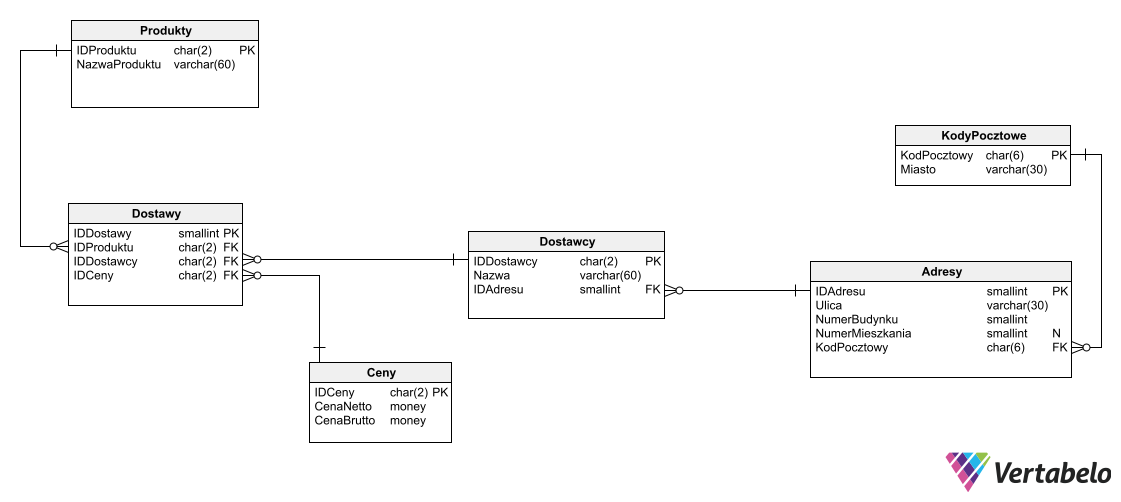 Produkty
IDProduktu char(2) PK
NazwaProduktu varchar(60)
KodyPocztowe
KodPocztowy char(6) PK
Miasto varchar(30)
Dostawy
IDDostawy smallint PK
IDProduktu char(2) FK
IDDostawcy char(2) FK
IDCeny char(2) FK
Dostawcy
IDDostawcy char(2) PK
Nazwa varchar(60)
IDAdresu smallint FK
Adresy
IDAdresu smallint PK
Ulica varchar(30)
NumerBudynku smallint
NumerMieszkania smallint N
KodPocztowy char(6) FK
Ceny
IDCeny char(2) PK
CenaNetto money
CenaBrutto money
Vertabelo